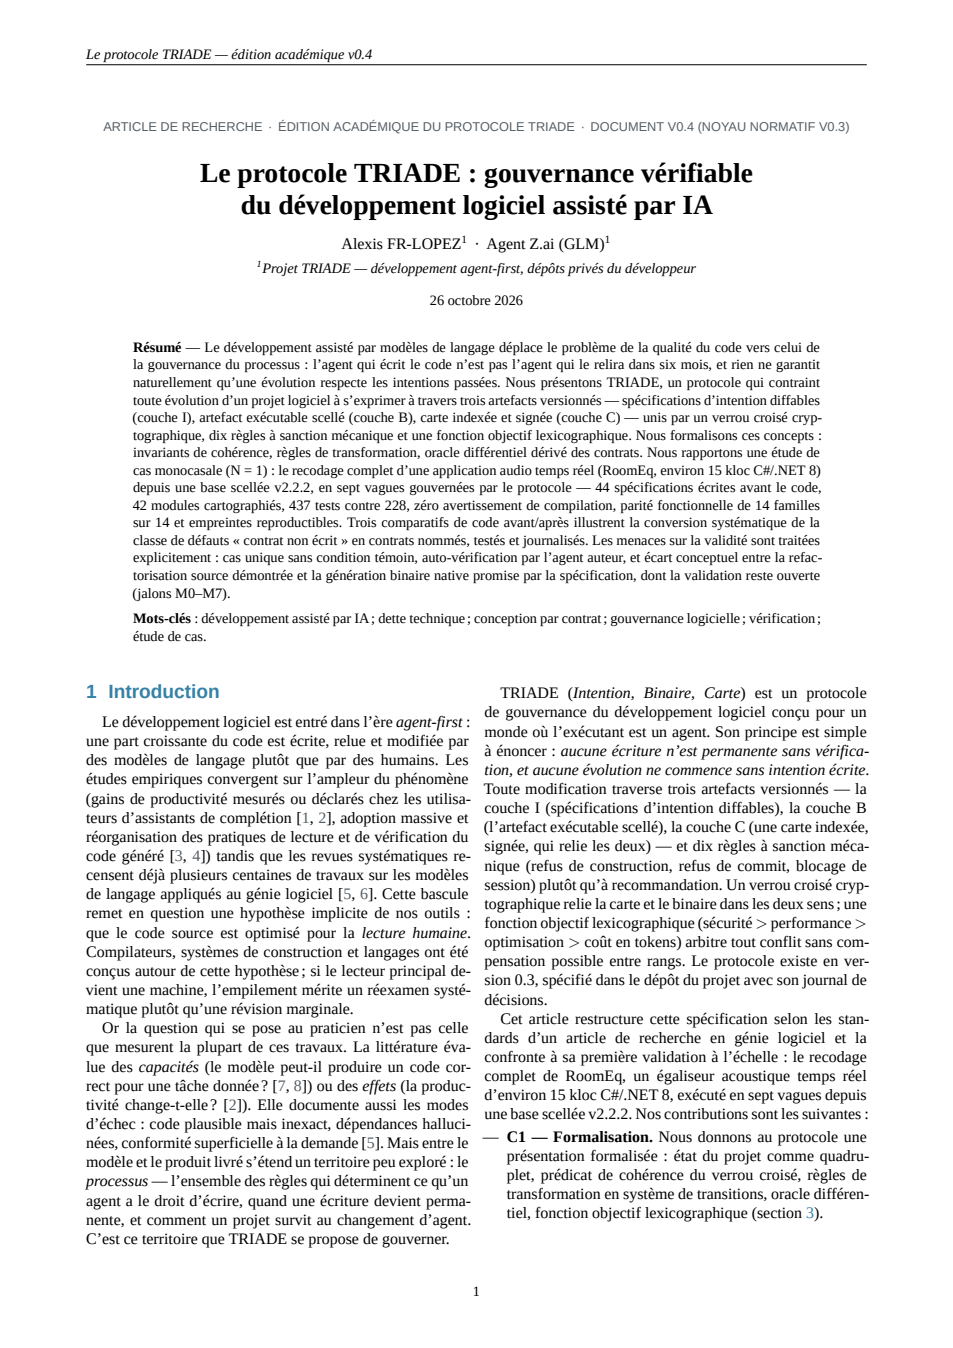 Le protocole TRIADE — édition académique v0.4
ARTICLE DE RECHERCHE · ÉDITION ACADÉMIQUE DU PROTOCOLE TRIADE · DOCUMENT V0.4 (NOYAU NORMATIF V0.3)
Le protocole TRIADE : gouvernance vérifiable
du développement logiciel assisté par IA
Alexis FR-LOPEZ¹ · Agent Z.ai (GLM)¹
¹Projet TRIADE — développement agent-first, dépôts privés du développeur
26 octobre 2026
Résumé — Le développement assisté par modèles de langage déplace le problème de la qualité du code vers celui de
la gouvernance du processus : l’agent qui écrit le code n’est pas l’agent qui le relira dans six mois, et rien ne garantit
naturellement qu’une évolution respecte les intentions passées. Nous présentons TRIADE, un protocole qui contraint
toute évolution d’un projet logiciel à s’exprimer à travers trois artefacts versionnés — spécifications d’intention diffables
(couche I), artefact exécutable scellé (couche B), carte indexée et signée (couche C) — unis par un verrou croisé cryp-
tographique, dix règles à sanction mécanique et une fonction objectif lexicographique. Nous formalisons ces concepts :
invariants de cohérence, règles de transformation, oracle différentiel dérivé des contrats. Nous rapportons une étude de
cas monocasale (N = 1) : le recodage complet d’une application audio temps réel (RoomEq, environ 15 kloc C#/.NET 8)
depuis une base scellée v2.2.2, en sept vagues gouvernées par le protocole — 44 spécifications écrites avant le code,
42 modules cartographiés, 437 tests contre 228, zéro avertissement de compilation, parité fonctionnelle de 14 familles
sur 14 et empreintes reproductibles. Trois comparatifs de code avant/après illustrent la conversion systématique de la
classe de défauts « contrat non écrit » en contrats nommés, testés et journalisés. Les menaces sur la validité sont traitées
explicitement : cas unique sans condition témoin, auto-vérification par l’agent auteur, et écart conceptuel entre la refac-
torisation source démontrée et la génération binaire native promise par la spécification, dont la validation reste ouverte
(jalons M0–M7).
Mots-clés : développement assisté par IA ; dette technique ; conception par contrat ; gouvernance logicielle ; vérification ;
étude de cas.
1 Introduction
Le développement logiciel est entré dans l’ère agent-first :
une part croissante du code est écrite, relue et modifiée par
des modèles de langage plutôt que par des humains. Les
études empiriques convergent sur l’ampleur du phénomène
(gains de productivité mesurés ou déclarés chez les utilisa-
teurs d’assistants de complétion [1, 2], adoption massive et
réorganisation des pratiques de lecture et de vérification du
code généré [3, 4]) tandis que les revues systématiques re-
censent déjà plusieurs centaines de travaux sur les modèles
de langage appliqués au génie logiciel [5, 6]. Cette bascule
remet en question une hypothèse implicite de nos outils :
que le code source est optimisé pour la lecture humaine.
Compilateurs, systèmes de construction et langages ont été
conçus autour de cette hypothèse ; si le lecteur principal de-
vient une machine, l’empilement mérite un réexamen systé-
matique plutôt qu’une révision marginale.
Or la question qui se pose au praticien n’est pas celle
que mesurent la plupart de ces travaux. La littérature éva-
lue des capacités (le modèle peut-il produire un code cor-
rect pour une tâche donnée ? [7, 8]) ou des effets (la produc-
tivité change-t-elle ? [2]). Elle documente aussi les modes
d’échec : code plausible mais inexact, dépendances halluci-
nées, conformité superficielle à la demande [5]. Mais entre le
modèle et le produit livré s’étend un territoire peu exploré : le
processus — l’ensemble des règles qui déterminent ce qu’un
agent a le droit d’écrire, quand une écriture devient perma-
nente, et comment un projet survit au changement d’agent.
C’est ce territoire que TRIADE se propose de gouverner.
TRIADE (Intention, Binaire, Carte) est un protocole
de gouvernance du développement logiciel conçu pour un
monde où l’exécutant est un agent. Son principe est simple
à énoncer : aucune écriture n’est permanente sans vérifica-
tion, et aucune évolution ne commence sans intention écrite.
Toute modification traverse trois artefacts versionnés — la
couche I (spécifications d’intention diffables), la couche B
(l’artefact exécutable scellé), la couche C (une carte indexée,
signée, qui relie les deux) — et dix règles à sanction méca-
nique (refus de construction, refus de commit, blocage de
session) plutôt qu’à recommandation. Un verrou croisé cryp-
tographique relie la carte et le binaire dans les deux sens ; une
fonction objectif lexicographique (sécurité > performance >
optimisation > coût en tokens) arbitre tout conflit sans com-
pensation possible entre rangs. Le protocole existe en ver-
sion 0.3, spécifié dans le dépôt du projet avec son journal de
décisions.
Cet article restructure cette spécification selon les stan-
dards d’un article de recherche en génie logiciel et la
confronte à sa première validation à l’échelle : le recodage
complet de RoomEq, un égaliseur acoustique temps réel
d’environ 15 kloc C#/.NET 8, exécuté en sept vagues depuis
une base scellée v2.2.2. Nos contributions sont les suivantes :
— C1 — Formalisation. Nous donnons au protocole une
présentation formalisée : état du projet comme quadru-
plet, prédicat de cohérence du verrou croisé, règles de
transformation en système de transitions, oracle différen-
tiel, fonction objectif lexicographique (section 3).
1